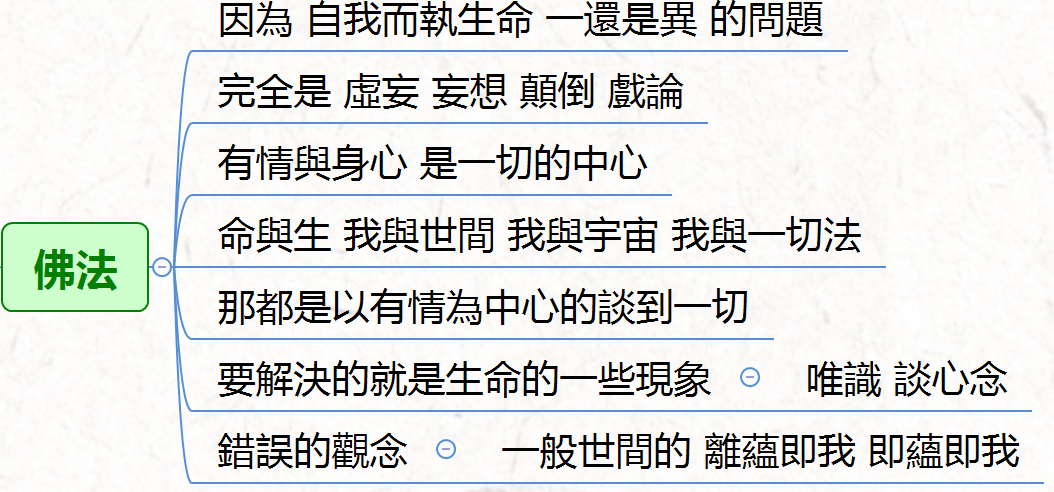 因為 自我而執生命 一還是異 的問題
完全是 虛妄 妄想 顛倒 戲論
有情與身心 是一切的中心
佛法
命與生 我與世間 我與宇宙 我與一切法
那都是以有情為中心的談到一切
要解決的就是生命的一些現象 唯識 談心念
錯誤的觀念 一般世間的 離蘊即我 即蘊即我